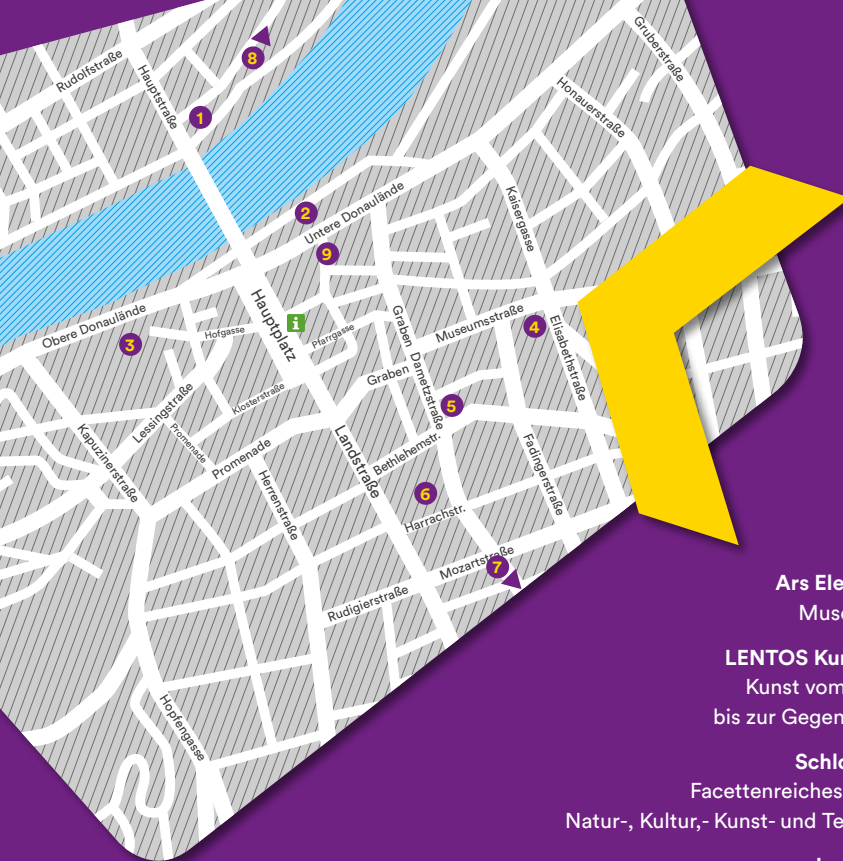 Gruberstraße
8
Rudolfstraße
Hauptstraße
Honauerstraße
1
Kaisergasse
2
Untere Donaulände
9
Hauptplatz
i
Obere Donaulände
3
Hofgasse
Pfarrgasse
Graben
Museumsstraße
4
Elisabethstraße
Graben
Dametzstraße
Klosterstraße
Lessingstraße
5
Promenade
Kapuzinerstraße
Promenade
Landstraße
Bethlehemstr.
Fadingerstraße
Herrenstraße
6
Harrachstr.
Mozartstraße
7
Rudigierstraße
Hopfengasse
Ars Ele
Muse
LENTOS Kun
Kunst vom
bis zur Gegen
Schlo
Facettenreiches
Natur-, Kultur,- Kunst- und Te